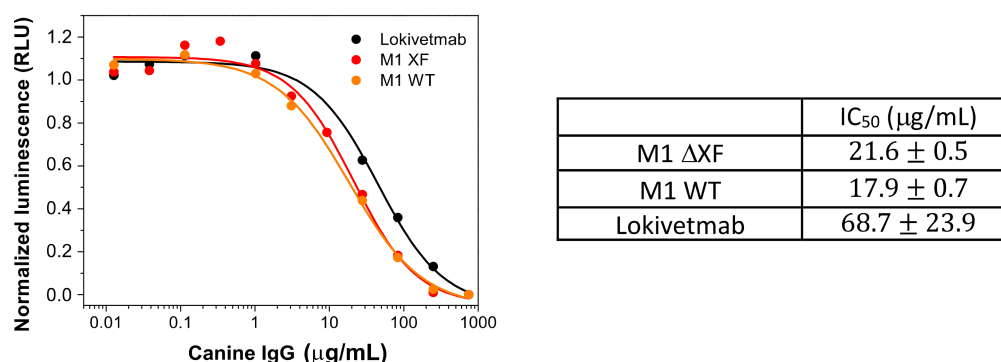 Normalized luminescence (RLU)
1.2
1.0
0.8
0.6
0.4
0.2
0.0
Lokivetmab
M1 XF
M1 WT
0.01 0.1 1 10 100 1000
Canine IgG (μg/mL)
IC₅₀ (μg/mL)
M1 ΔXF 21.6 ± 0.5
M1 WT 17.9 ± 0.7
Lokivetmab 68.7 ± 23.9